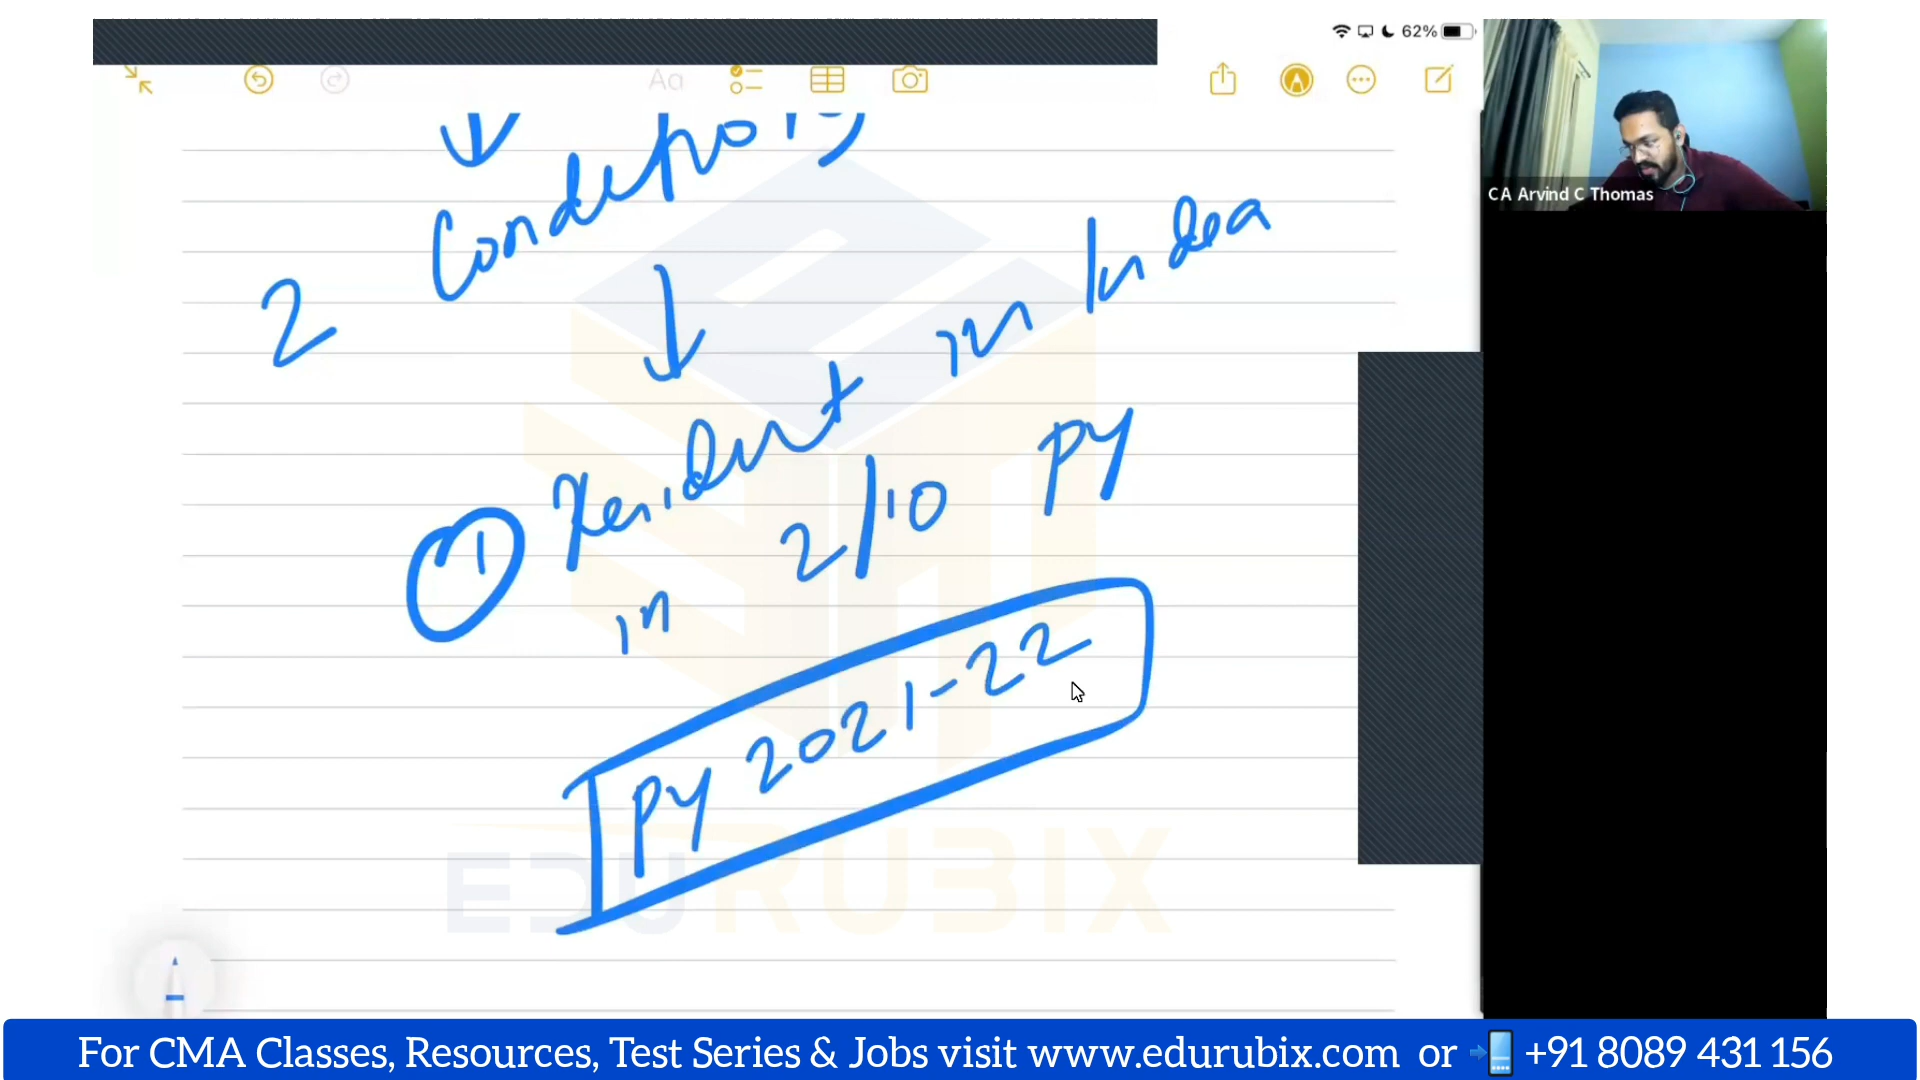 62%
Aa
CA Arvind C Thomas
2 Conditions
① Resident in India
in 2/10 PY
PY 2021-22
EDURUBIX
For CMA Classes, Resources, Test Series & Jobs visit www.edurubix.com or +91 8089 431 156